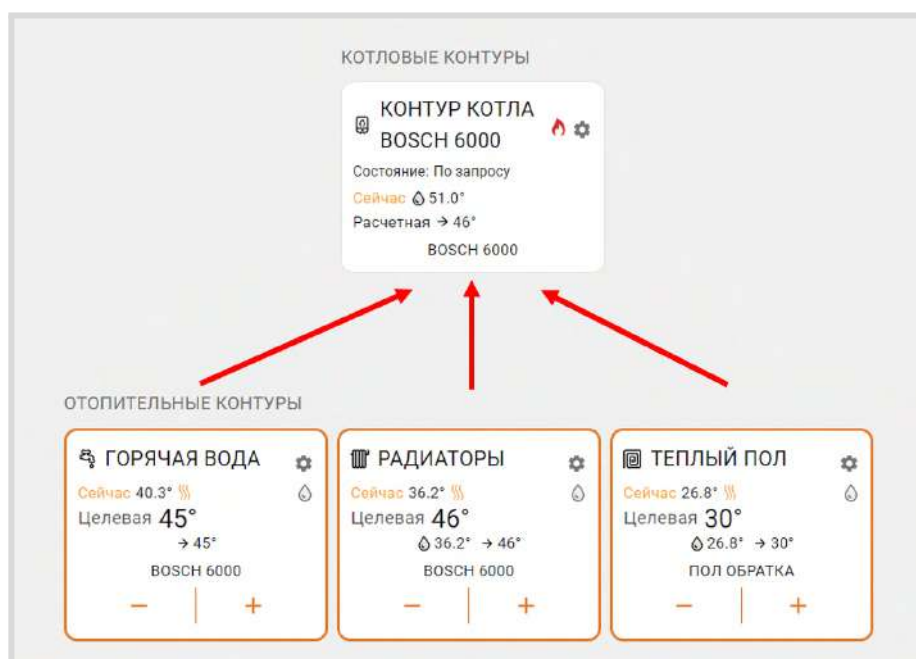 КОТЛОВЫЕ КОНТУРЫ
КОНТУР КОТЛА
BOSCH 6000
Состояние: По запросу
Сейчас 51.0°
Расчетная → 46°
BOSCH 6000
ОТОПИТЕЛЬНЫЕ КОНТУРЫ
ГОРЯЧАЯ ВОДА
Сейчас 40.3°
Целевая 45°
→ 45°
BOSCH 6000
− +
РАДИАТОРЫ
Сейчас 36.2°
Целевая 46°
36.2° → 46°
BOSCH 6000
− +
ТЕПЛЫЙ ПОЛ
Сейчас 26.8°
Целевая 30°
26.8° → 30°
ПОЛ ОБРАТКА
− +